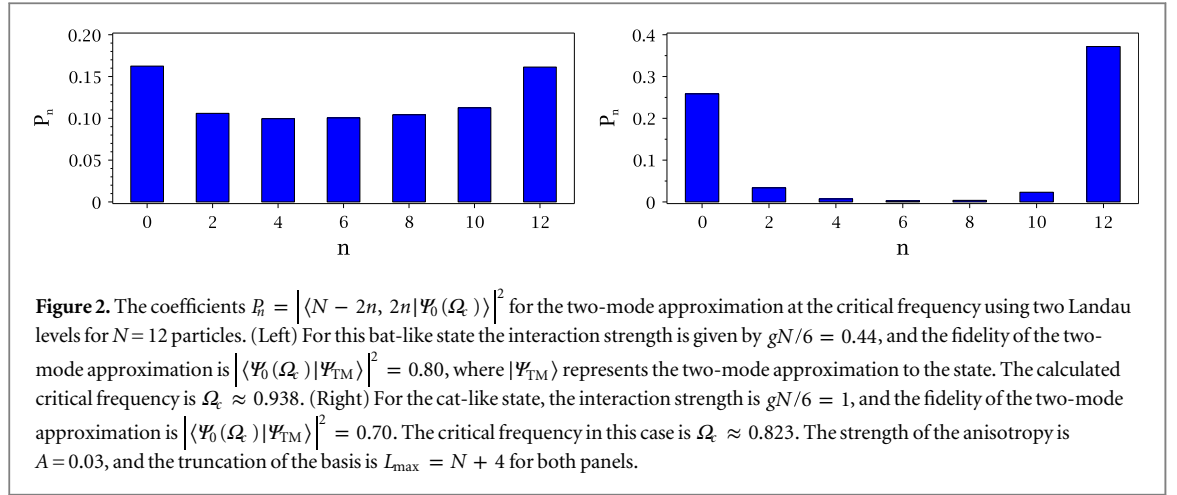 0.20
0.15
0.10
0.05
0
P_n
0 2 4 6 8 10 12
n
0.4
0.3
0.2
0.1
0
P_n
0 2 4 6 8 10 12
n
Figure 2. The coefficients P_n = |⟨N − 2n, 2n|Ψ_0(Ω_c)⟩|^2 for the two-mode approximation at the critical frequency using two Landau
levels for N = 12 particles. (Left) For this bat-like state the interaction strength is given by gN/6 = 0.44, and the fidelity of the two-
mode approximation is |⟨Ψ_0(Ω_c)|Ψ_TM⟩|^2 = 0.80, where |Ψ_TM⟩ represents the two-mode approximation to the state. The calculated
critical frequency is Ω_c ≈ 0.938. (Right) For the cat-like state, the interaction strength is gN/6 = 1, and the fidelity of the two-mode
approximation is |⟨Ψ_0(Ω_c)|Ψ_TM⟩|^2 = 0.70. The critical frequency in this case is Ω_c ≈ 0.823. The strength of the anisotropy is
A = 0.03, and the truncation of the basis is L_max = N + 4 for both panels.